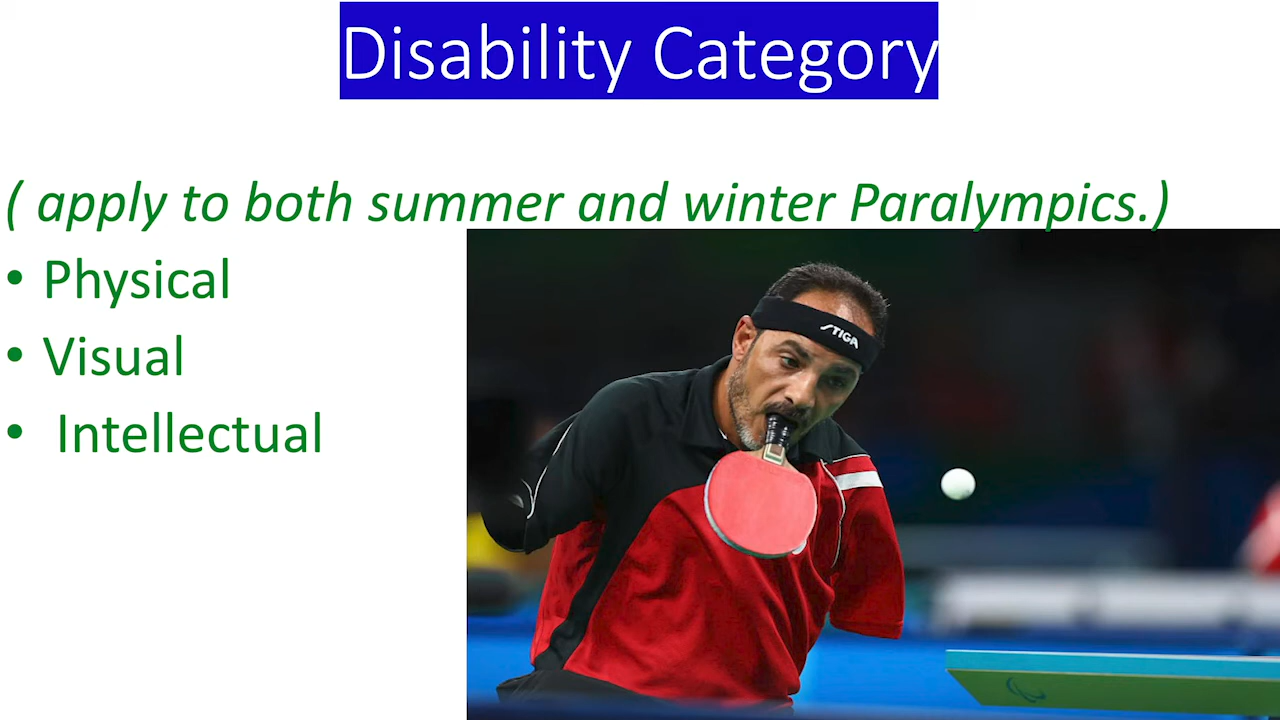 Disability Category
( apply to both summer and winter Paralympics.)
• Physical
• Visual
• Intellectual
STIGA